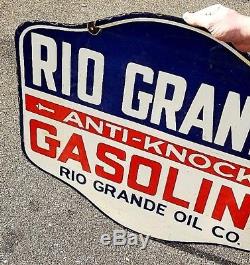 RIO GRAN
ANTI-KNOCK
GASOLIN
RIO GRANDE OIL CO.